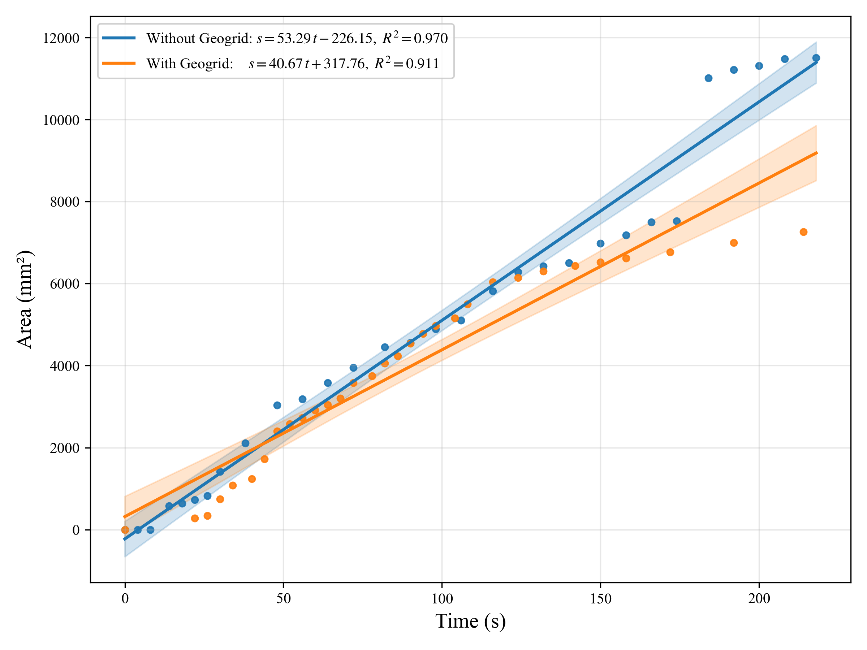 Without Geogrid: s = 53.29 t − 226.15, R² = 0.970
With Geogrid: s = 40.67 t + 317.76, R² = 0.911
12000
10000
8000
6000
4000
2000
0
Area (mm²)
0 50 100 150 200
Time (s)